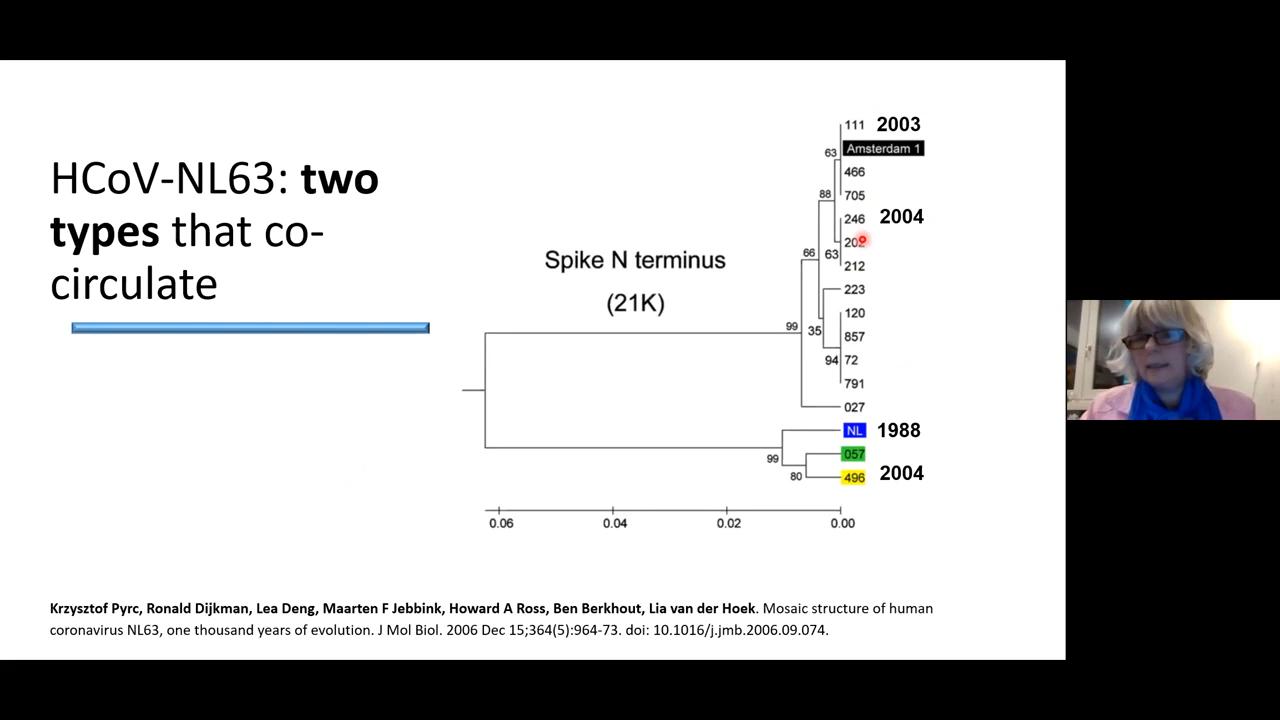 HCoV-NL63: two
types that co-
circulate
Spike N terminus
(21K)
111 2003
63
Amsterdam 1
466
88
705
246 2004
63
212
66
223
120
99
35
857
94
72
791
027
NL 1988
99
057
80
496 2004
0.06 0.04 0.02 0.00
Krzysztof Pyrc, Ronald Dijkman, Lea Deng, Maarten F Jebbink, Howard A Ross, Ben Berkhout, Lia van der Hoek. Mosaic structure of human
coronavirus NL63, one thousand years of evolution. J Mol Biol. 2006 Dec 15;364(5):964-73. doi: 10.1016/j.jmb.2006.09.074.